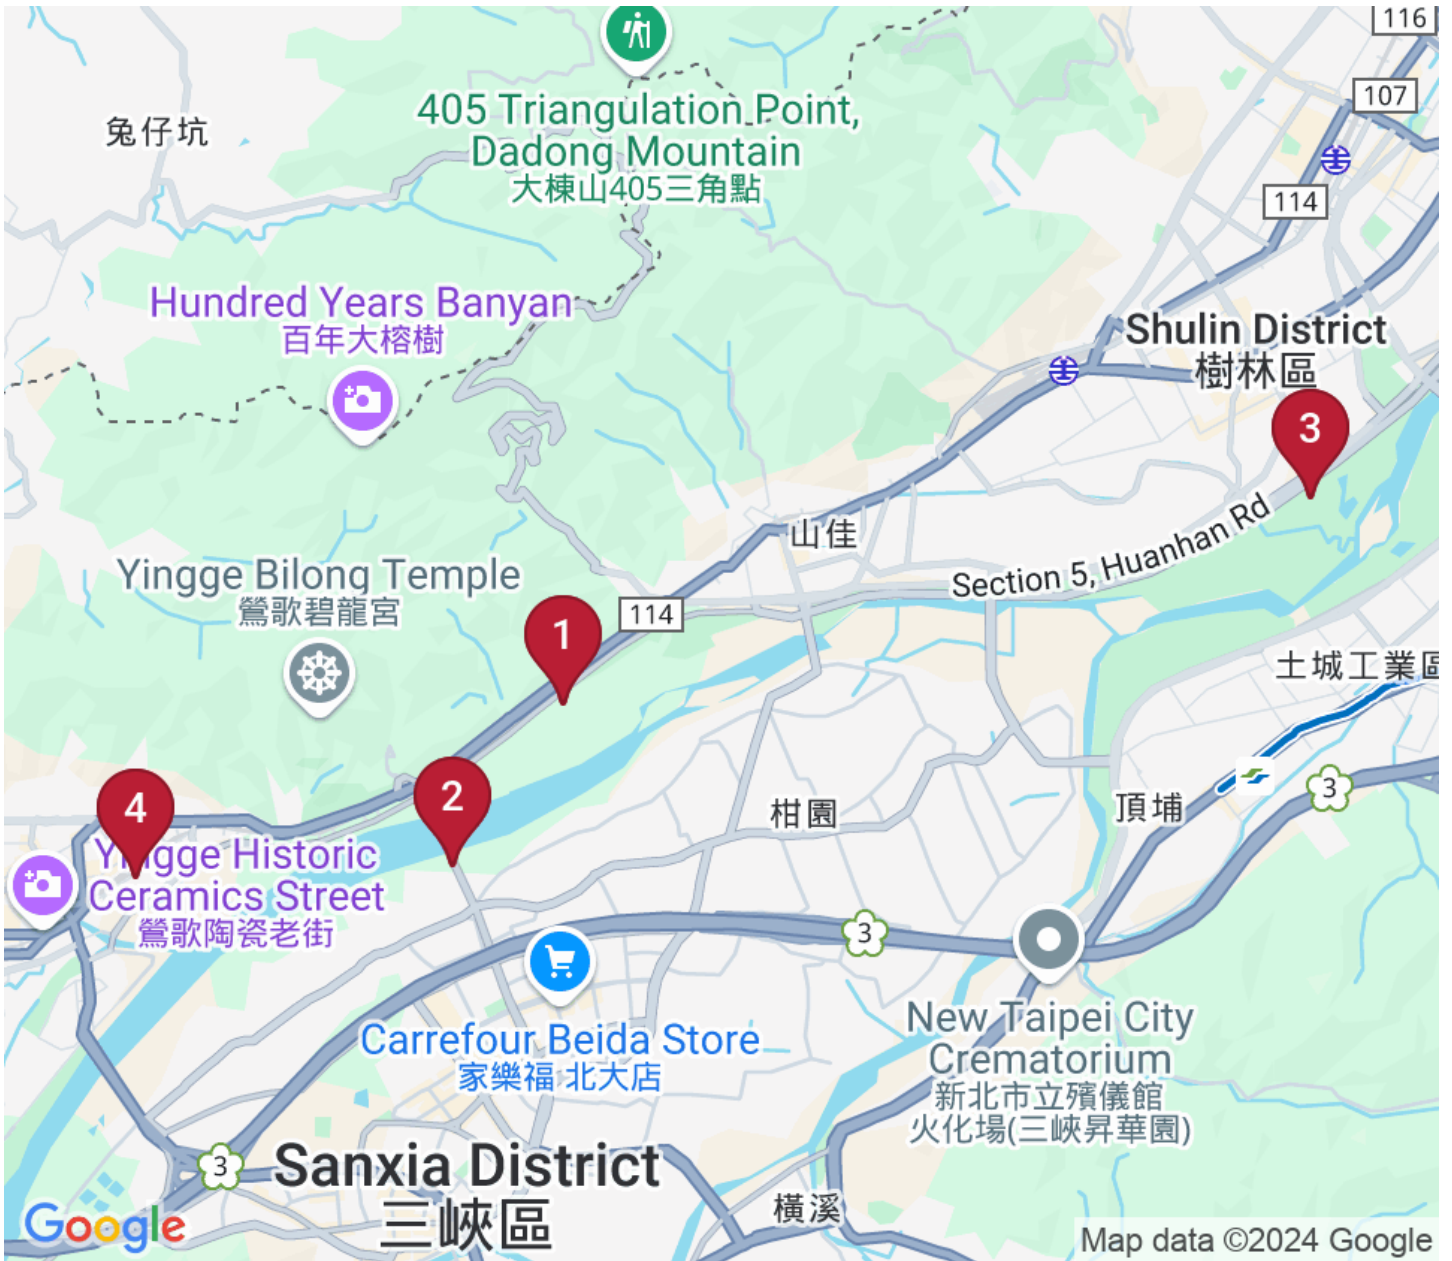 116
107
兔仔坑
405 Triangulation Point,
Dadong Mountain
大棟山405三角點
114
Hundred Years Banyan
百年大榕樹
Shulin District
樹林區
3
山佳
Section 5, Huanhan Rd
Yingge Bilong Temple
鶯歌碧龍宮
1
114
土城工業區
2
4
3
柑園
頂埔
Yingge Historic
Ceramics Street
鶯歌陶瓷老街
3
Carrefour Beida Store
家樂福 北大店
New Taipei City
Crematorium
新北市立殯儀館
火化場(三峽昇華園)
3
Sanxia District
三峽區
橫溪
Google
Map data ©2024 Google